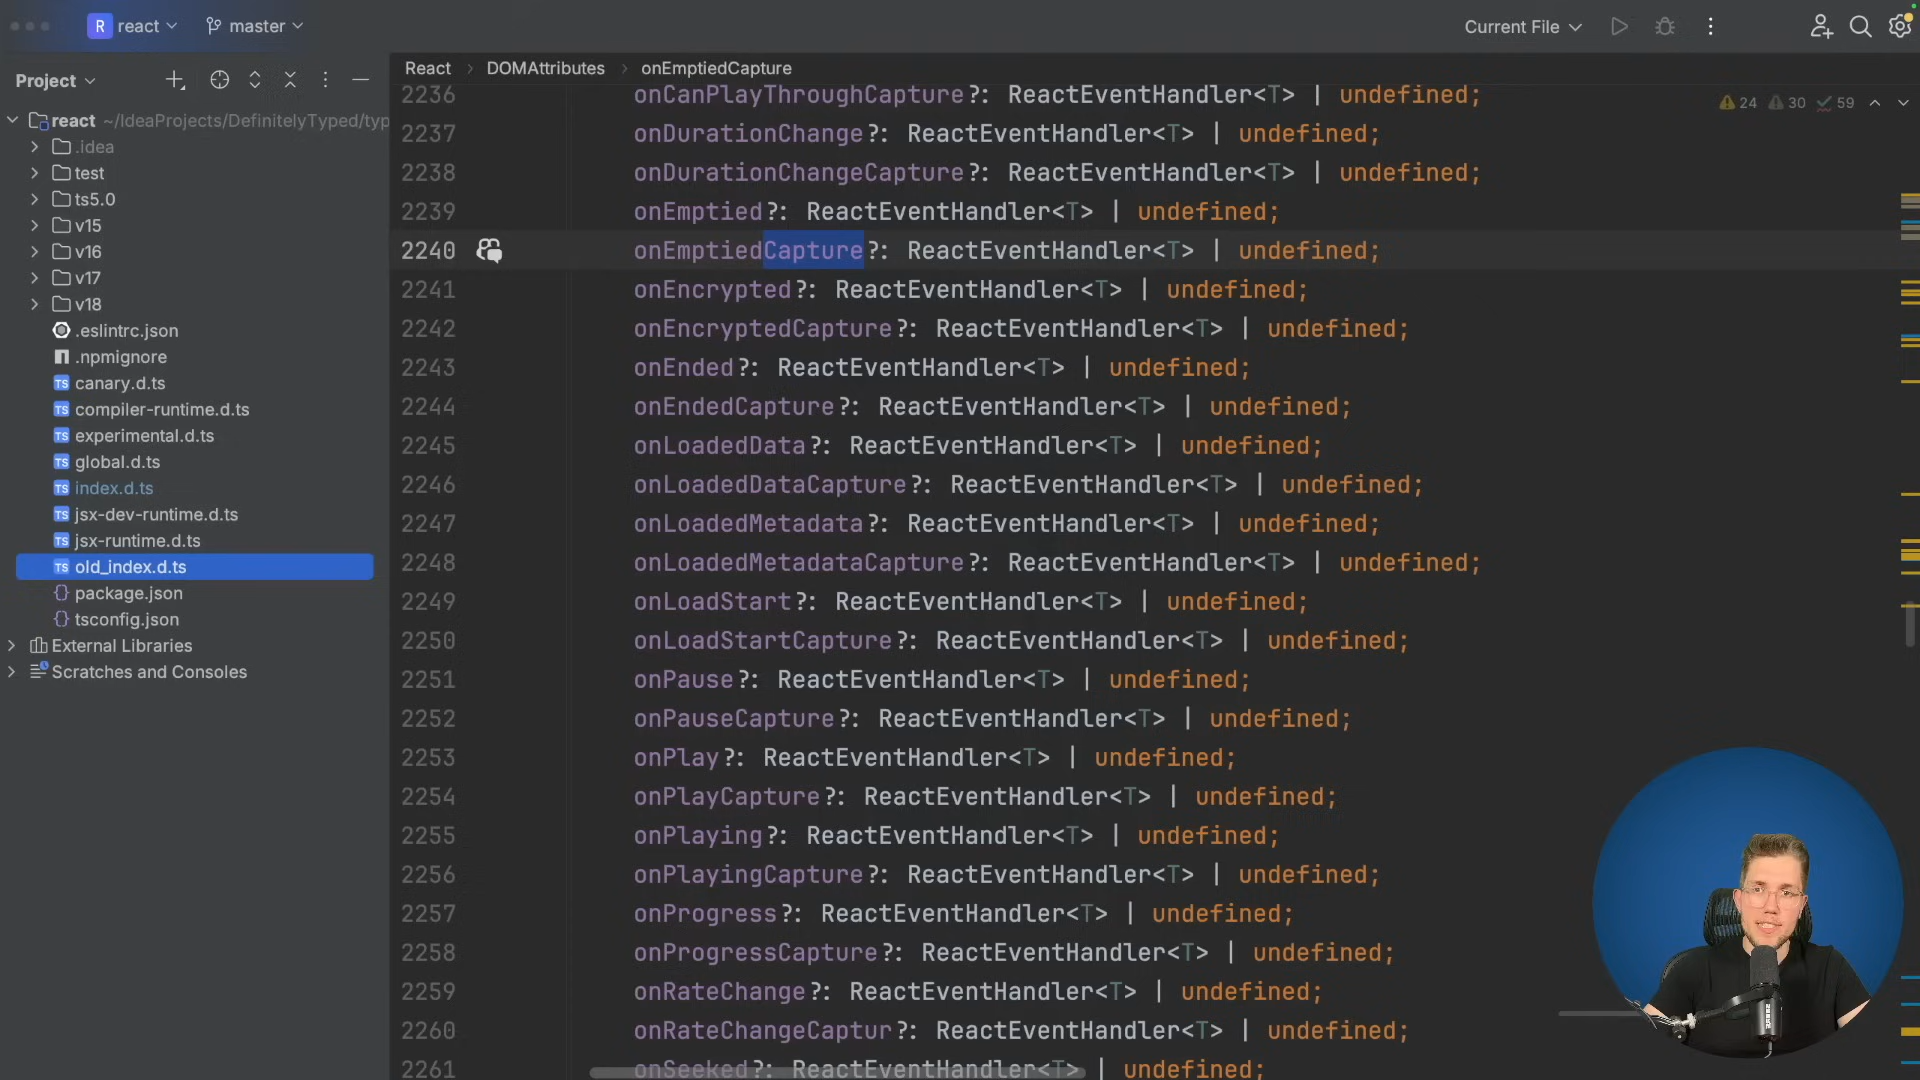 R react master Current File
Project
React DOMAttributes onEmptiedCapture
24 30 59
react ~/IdeaProjects/DefinitelyTyped/typ
.idea
test
ts5.0
v15
v16
v17
v18
.eslintrc.json
.npmignore
TS canary.d.ts
TS compiler-runtime.d.ts
TS experimental.d.ts
TS global.d.ts
TS index.d.ts
TS jsx-dev-runtime.d.ts
TS jsx-runtime.d.ts
TS old_index.d.ts
{} package.json
{} tsconfig.json
External Libraries
Scratches and Consoles
2236 onCanPlayThroughCapture?: ReactEventHandler<T> | undefined;
2237 onDurationChange?: ReactEventHandler<T> | undefined;
2238 onDurationChangeCapture?: ReactEventHandler<T> | undefined;
2239 onEmptied?: ReactEventHandler<T> | undefined;
2240 onEmptiedCapture?: ReactEventHandler<T> | undefined;
2241 onEncrypted?: ReactEventHandler<T> | undefined;
2242 onEncryptedCapture?: ReactEventHandler<T> | undefined;
2243 onEnded?: ReactEventHandler<T> | undefined;
2244 onEndedCapture?: ReactEventHandler<T> | undefined;
2245 onLoadedData?: ReactEventHandler<T> | undefined;
2246 onLoadedDataCapture?: ReactEventHandler<T> | undefined;
2247 onLoadedMetadata?: ReactEventHandler<T> | undefined;
2248 onLoadedMetadataCapture?: ReactEventHandler<T> | undefined;
2249 onLoadStart?: ReactEventHandler<T> | undefined;
2250 onLoadStartCapture?: ReactEventHandler<T> | undefined;
2251 onPause?: ReactEventHandler<T> | undefined;
2252 onPauseCapture?: ReactEventHandler<T> | undefined;
2253 onPlay?: ReactEventHandler<T> | undefined;
2254 onPlayCapture?: ReactEventHandler<T> | undefined;
2255 onPlaying?: ReactEventHandler<T> | undefined;
2256 onPlayingCapture?: ReactEventHandler<T> | undefined;
2257 onProgress?: ReactEventHandler<T> | undefined;
2258 onProgressCapture?: ReactEventHandler<T> | undefined;
2259 onRateChange?: ReactEventHandler<T> | undefined;
2260 onRateChangeCaptur?: ReactEventHandler<T> | undefined;
2261 onSeeked?: ReactEventHandler<T> | undefined;